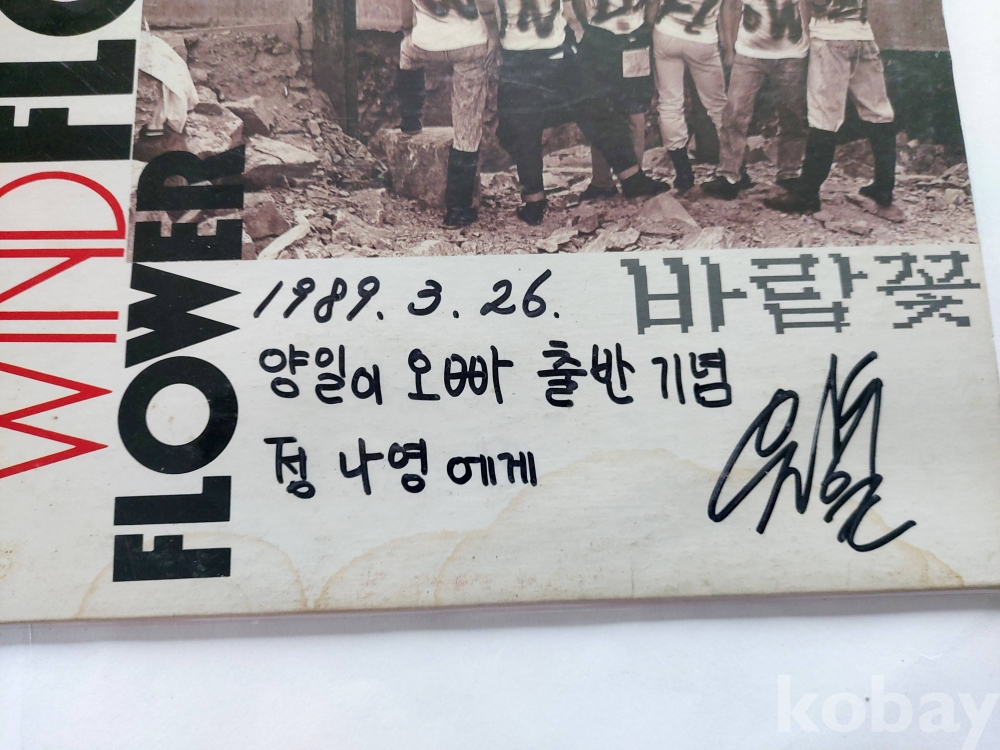 WIND FLO
FLOWER
바람꽃
1989. 3. 26.
양일이 오빠 출반 기념
정 나영 에게
kobay